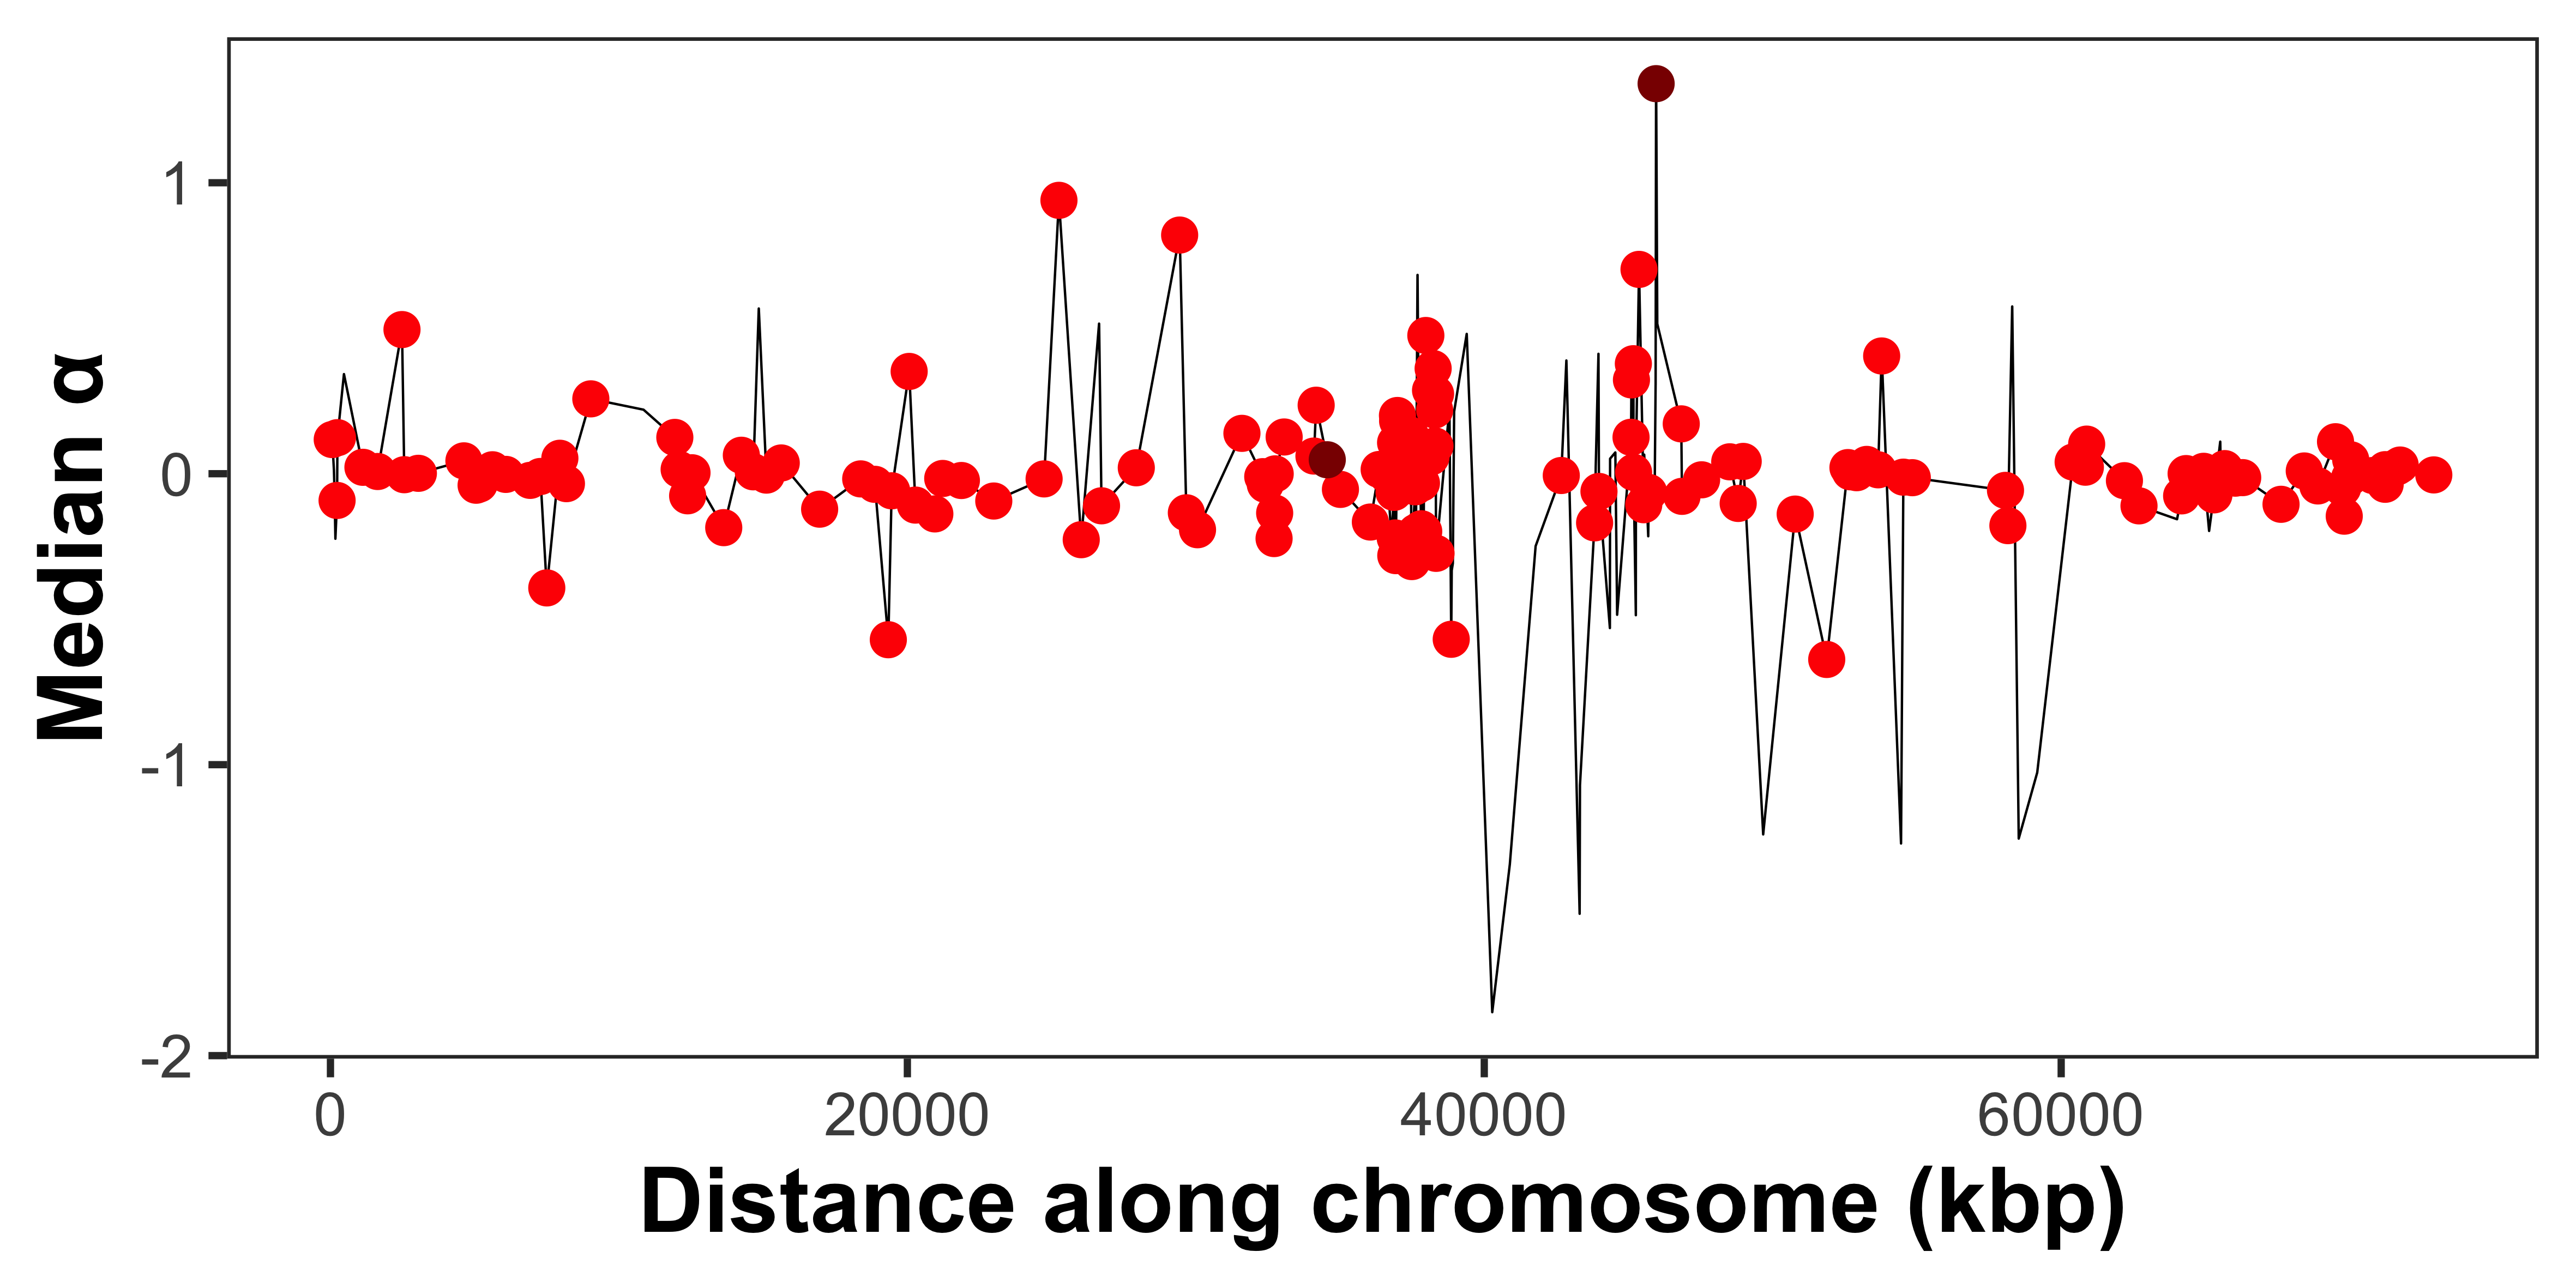 Median α
1
0
-1
-2
0 20000 40000 60000
Distance along chromosome (kbp)